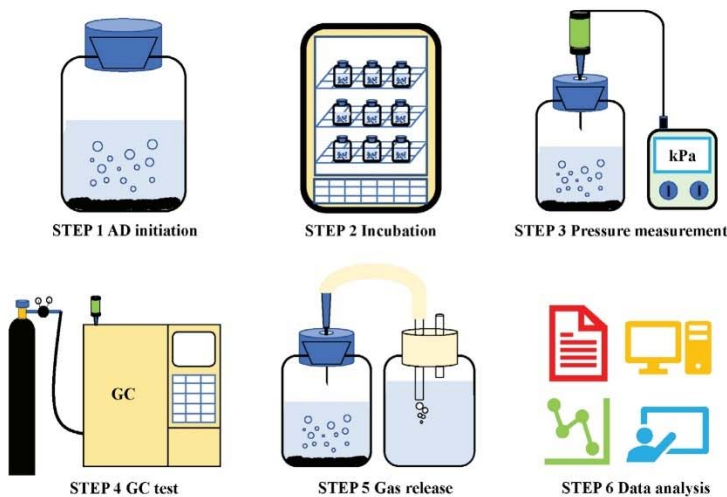 STEP 1 AD initiation
STEP 2 Incubation
kPa
STEP 3 Pressure measurement
GC
STEP 4 GC test
STEP 5 Gas release
STEP 6 Data analysis